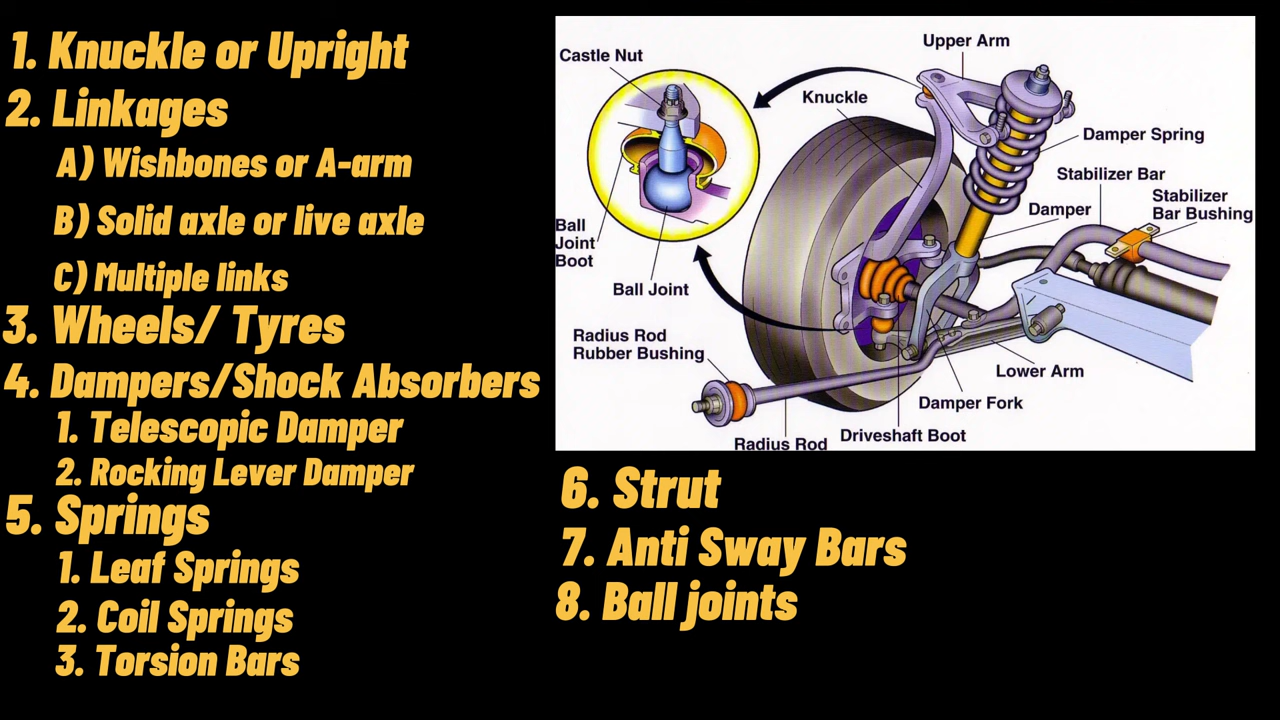 1. Knuckle or Upright
2. Linkages
A) Wishbones or A-arm
B) Solid axle or live axle
C) Multiple links
3. Wheels/ Tyres
4. Dampers/Shock Absorbers
1. Telescopic Damper
2. Rocking Lever Damper
5. Springs
1. Leaf Springs
2. Coil Springs
3. Torsion Bars
Upper Arm
Castle Nut
Knuckle
Damper Spring
Stabilizer Bar
Stabilizer
Bar Bushing
Damper
Ball
Joint
Boot
Ball Joint
Radius Rod
Rubber Bushing
Lower Arm
Damper Fork
Driveshaft Boot
Radius Rod
6. Strut
7. Anti Sway Bars
8. Ball joints